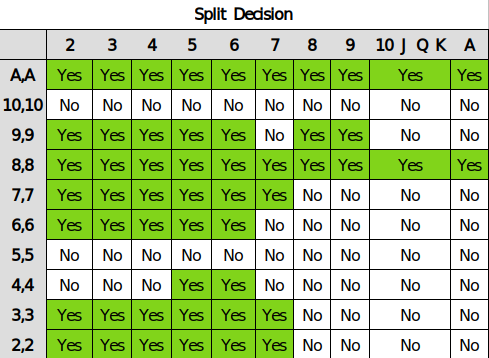 Split Decision
2 3 4 5 6 7 8 9 10 J Q K A
A,A Yes Yes Yes Yes Yes Yes Yes Yes Yes Yes
10,10 No No No No No No No No No No
9,9 Yes Yes Yes Yes Yes No Yes Yes No No
8,8 Yes Yes Yes Yes Yes Yes Yes Yes Yes Yes
7,7 Yes Yes Yes Yes Yes Yes No No No No
6,6 Yes Yes Yes Yes Yes No No No No No
5,5 No No No No No No No No No No
4,4 No No No Yes Yes No No No No No
3,3 Yes Yes Yes Yes Yes Yes No No No No
2,2 Yes Yes Yes Yes Yes Yes No No No No